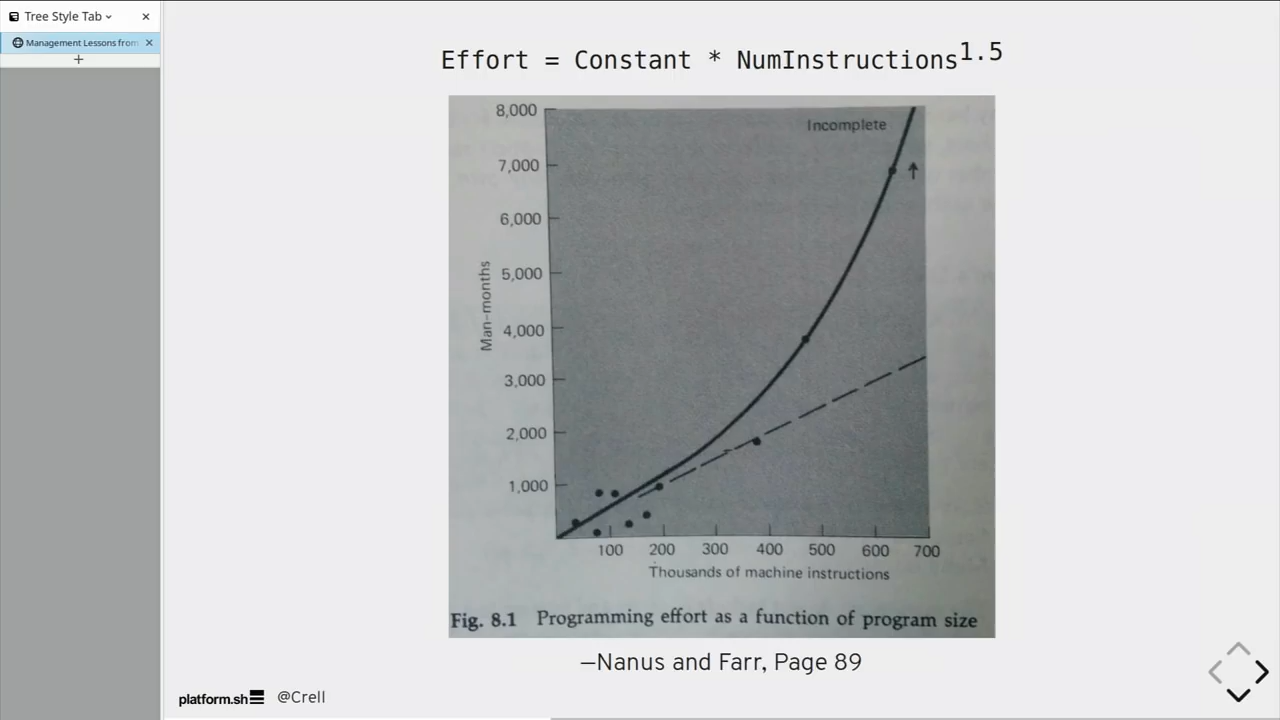 Tree Style Tab
Management Lessons from
Effort = Constant * NumInstructions1.5
8,000
Incomplete
7,000
6,000
5,000
Man-months
4,000
3,000
2,000
1,000
100 200 300 400 500 600 700
Thousands of machine instructions
Fig. 8.1 Programming effort as a function of program size
—Nanus and Farr, Page 89
platform.sh @Crell